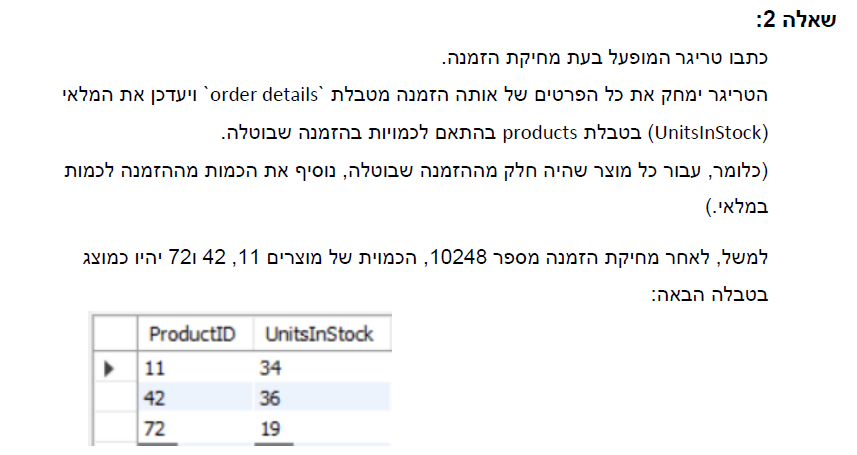 שאלה 2:
כתבו טריגר המופעל בעת מחיקת הזמנה.
הטריגר ימחק את כל הפרטים של אותה הזמנה מטבלת `order details` ויעדכן את המלאי
(UnitsInStock) בטבלת products בהתאם לכמויות בהזמנה שבוטלה.
(כלומר, עבור כל מוצר שהיה חלק מההזמנה שבוטלה, נוסיף את הכמות מההזמנה לכמות
במלאי.)
למשל, לאחר מחיקת הזמנה מספר 10248, הכמוית של מוצרים 11, 42 ו72 יהיו כמוצג
בטבלה הבאה:
ProductID UnitsInStock
11 34
42 36
72 19